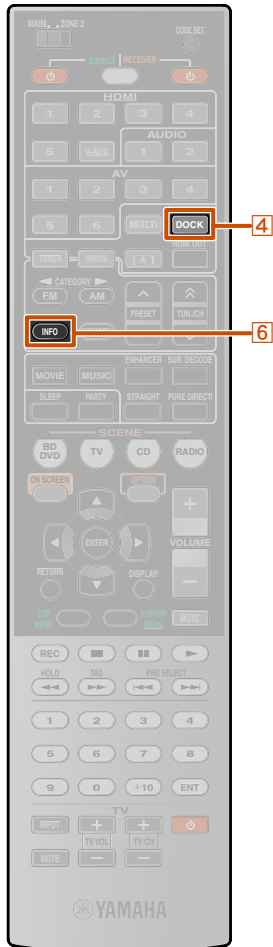 MAIN ZONE 2 CODE SET
SOURCE RECEIVER
HDMI
1 2 3 4
AUDIO
5 V-AUX 1 2
AV
1 2 3 4
5 6 MULTI DOCK 4
HDMI OUT
TUNER SIRIUS [A]
CATEGORY
FM AM PRESET TUN./CH
INFO 6
ENHANCER SUR. DECODE
MOVIE MUSIC
SLEEP PARTY STRAIGHT PURE DIRECT
SCENE
BD DVD TV CD RADIO
ON SCREEN OPTION
ENTER VOLUME
RETURN DISPLAY
TOP MENU POP-UP MENU MUTE
REC
HOLD TAG PRG SELECT
1 2 3 4
5 6 7 8
9 0 +10 ENT
TV
INPUT TV VOL TV CH
MUTE
YAMAHA